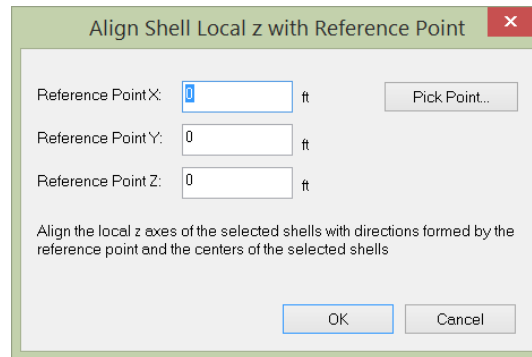 Align Shell Local z with Reference Point
Reference Point X: 0 ft Pick Point...
Reference Point Y: 0 ft
Reference Point Z: 0 ft
Align the local z axes of the selected shells with directions formed by the
reference point and the centers of the selected shells
OK Cancel